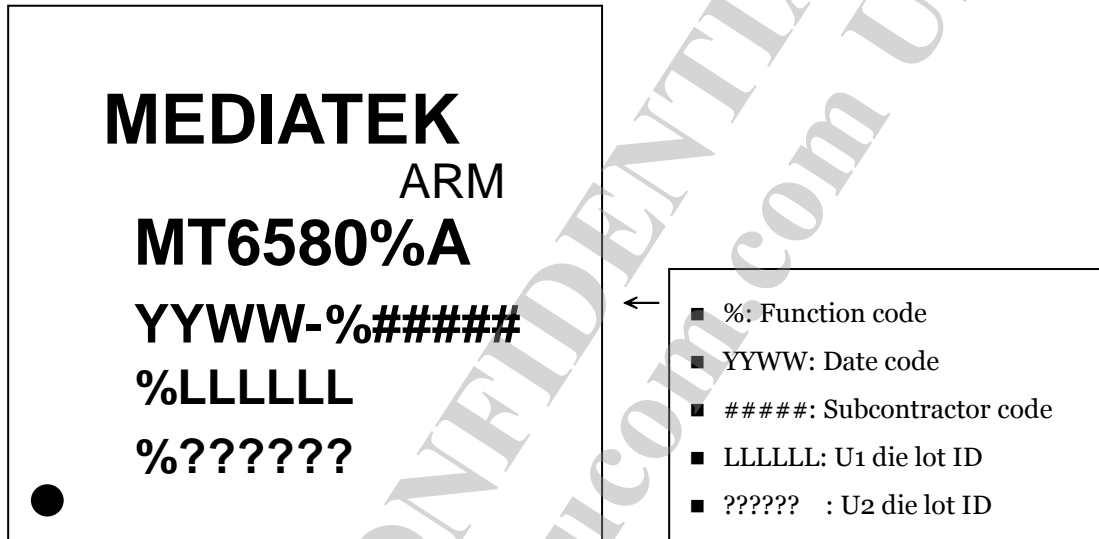 MEDIATEK
ARM
MT6580%A
YYWW-%#####
%LLLLLL
%??????
←
■ %: Function code
■ YYWW: Date code
■ #####: Subcontractor code
■ LLLLLL: U1 die lot ID
■ ?????? : U2 die lot ID